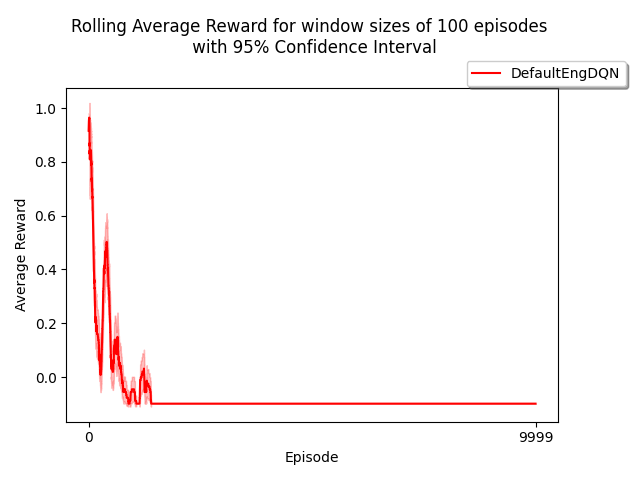 Rolling Average Reward for window sizes of 100 episodes
with 95% Confidence Interval
DefaultEngDQN
1.0
0.8
0.6
0.4
0.2
0.0
Average Reward
0
9999
Episode